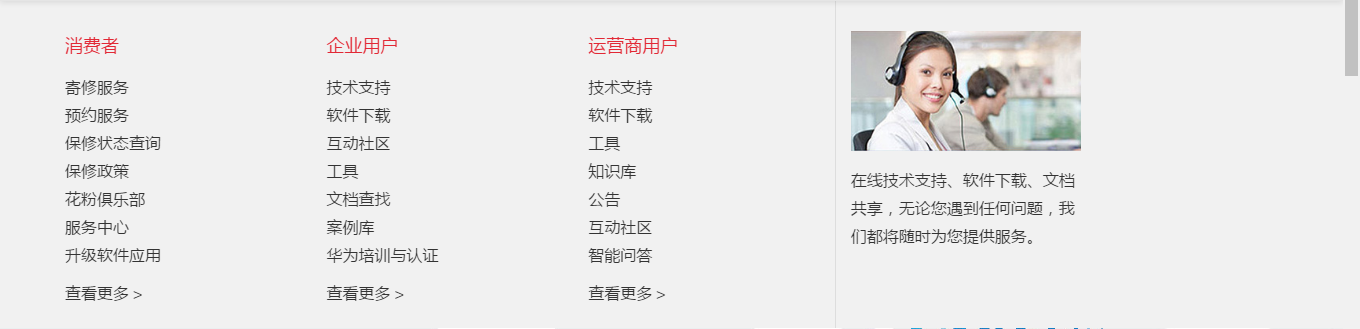 消费者
寄修服务
预约服务
保修状态查询
保修政策
花粉俱乐部
服务中心
升级软件应用
查看更多 >
企业用户
技术支持
软件下载
互动社区
工具
文档查找
案例库
华为培训与认证
查看更多 >
运营商用户
技术支持
软件下载
工具
知识库
公告
互动社区
智能问答
查看更多 >
在线技术支持、软件下载、文档
共享，无论您遇到任何问题，我
们都将随时为您提供服务。